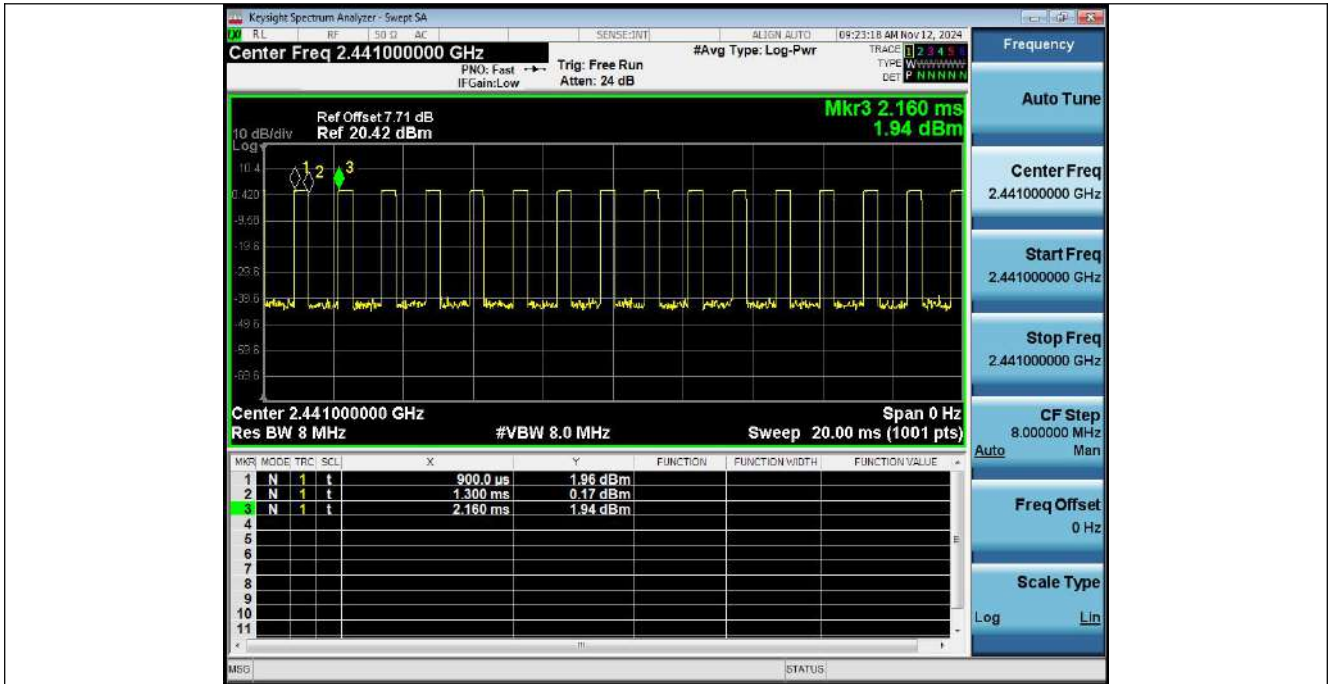 Keysight Spectrum Analyzer - Swept SA
RL RF 50 Ω AC SENSE:INT ALIGN AUTO 09:23:18 AM Nov 12, 2024
Center Freq 2.441000000 GHz #Avg Type: Log-Pwr TRACE 1 2 3 4 5 6
PNO: Fast Trig: Free Run TYPE WWWWWW
IFGain:Low Atten: 24 dB DET P N N N N N
Mkr3 2.160 ms
1.94 dBm
Ref Offset 7.71 dB
10 dB/div Ref 20.42 dBm
Log
10.4
0.420
-9.58
-19.6
-29.6
-39.6
-49.6
-59.6
-69.6
1 2 3
Center 2.441000000 GHz Span 0 Hz
Res BW 8 MHz #VBW 8.0 MHz Sweep 20.00 ms (1001 pts)
MKR MODE TRC SCL X Y FUNCTION FUNCTION WIDTH FUNCTION VALUE
1 N 1 t 900.0 µs 1.96 dBm
2 N 1 t 1.300 ms 0.17 dBm
3 N 1 t 2.160 ms 1.94 dBm
4
5
6
7
8
9
10
11
MSG STATUS
Frequency
Auto Tune
Center Freq
2.441000000 GHz
Start Freq
2.441000000 GHz
Stop Freq
2.441000000 GHz
CF Step
8.000000 MHz
Auto Man
Freq Offset
0 Hz
Scale Type
Log Lin